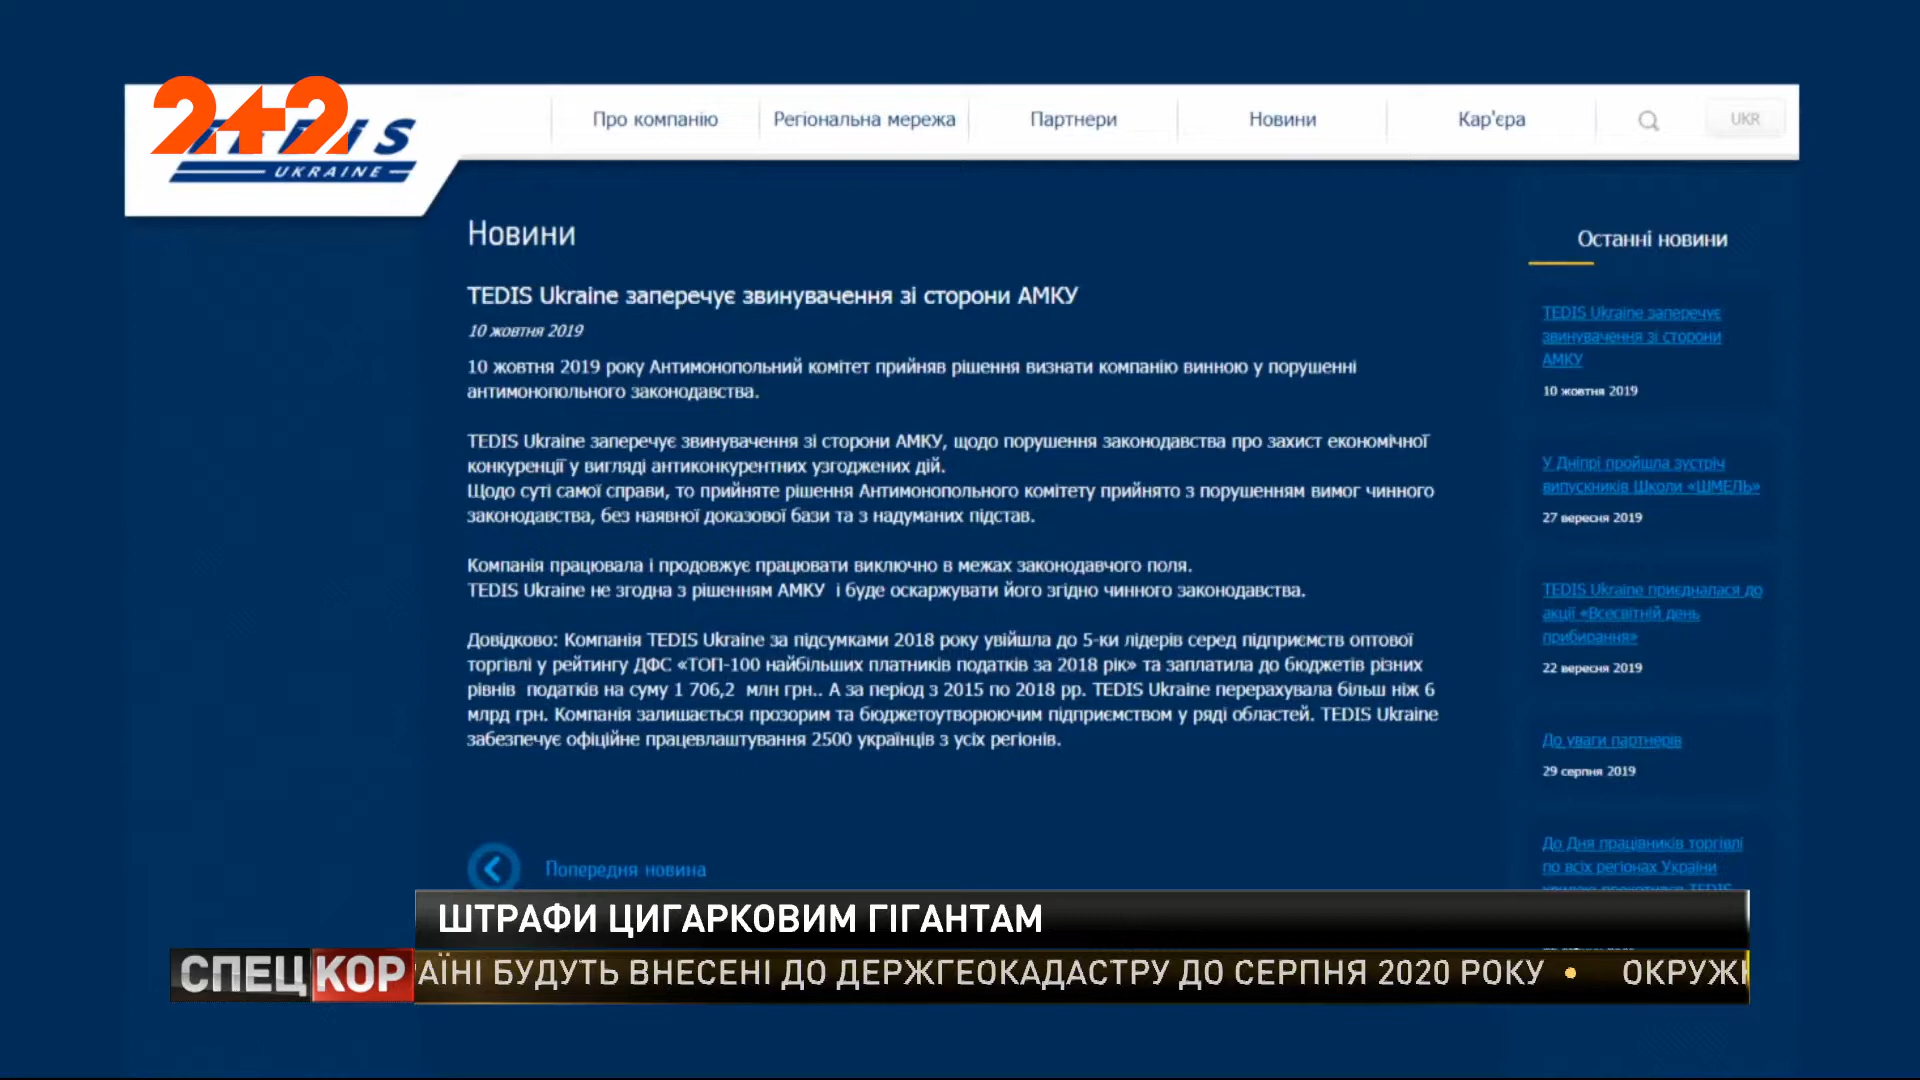 2+2
TEDIS
UKRAINE
Про компанію
Регіональна мережа
Партнери
Новини
Кар'єра
UKR
Новини
TEDIS Ukraine заперечує звинувачення зі сторони АМКУ
10 жовтня 2019
10 жовтня 2019 року Антимонопольний комітет прийняв рішення визнати компанію винною у порушенні
антимонопольного законодавства.
TEDIS Ukraine заперечує звинувачення зі сторони АМКУ, щодо порушення законодавства про захист економічної
конкуренції у вигляді антиконкурентних узгоджених дій.
Щодо суті самої справи, то прийняте рішення Антимонопольного комітету прийнято з порушенням вимог чинного
законодавства, без наявної доказової бази та з надуманих підстав.
Компанія працювала і продовжує працювати виключно в межах законодавчого поля.
TEDIS Ukraine не згодна з рішенням АМКУ і буде оскаржувати його згідно чинного законодавства.
Довідково: Компанія TEDIS Ukraine за підсумками 2018 року увійшла до 5-ки лідерів серед підприємств оптової
торгівлі у рейтингу ДФС «ТОП-100 найбільших платників податків за 2018 рік» та заплатила до бюджетів різних
рівнів податків на суму 1 706,2 млн грн.. А за період з 2015 по 2018 рр. TEDIS Ukraine перерахувала більш ніж 6
млрд грн. Компанія залишається прозорим та бюджетоутворюючим підприємством у ряді областей. TEDIS Ukraine
забезпечує офіційне працевлаштування 2500 українців з усіх регіонів.
Попередня новина
Останні новини
TEDIS Ukraine заперечує
звинувачення зі сторони
АМКУ
10 жовтня 2019
У Дніпрі пройшла зустріч
випускників Школи «ШМЕЛЬ»
27 вересня 2019
TEDIS Ukraine приєдналася до
акції «Всесвітній день
прибирання»
22 вересня 2019
До уваги партнерів
29 серпня 2019
До Дня працівників торгівлі
по всіх регіонах України
ШТРАФИ ЦИГАРКОВИМ ГІГАНТАМ
СПЕЦКОР
АЇНІ БУДУТЬ ВНЕСЕНІ ДО ДЕРЖГЕОКАДАСТРУ ДО СЕРПНЯ 2020 РОКУ • ОКРУЖ